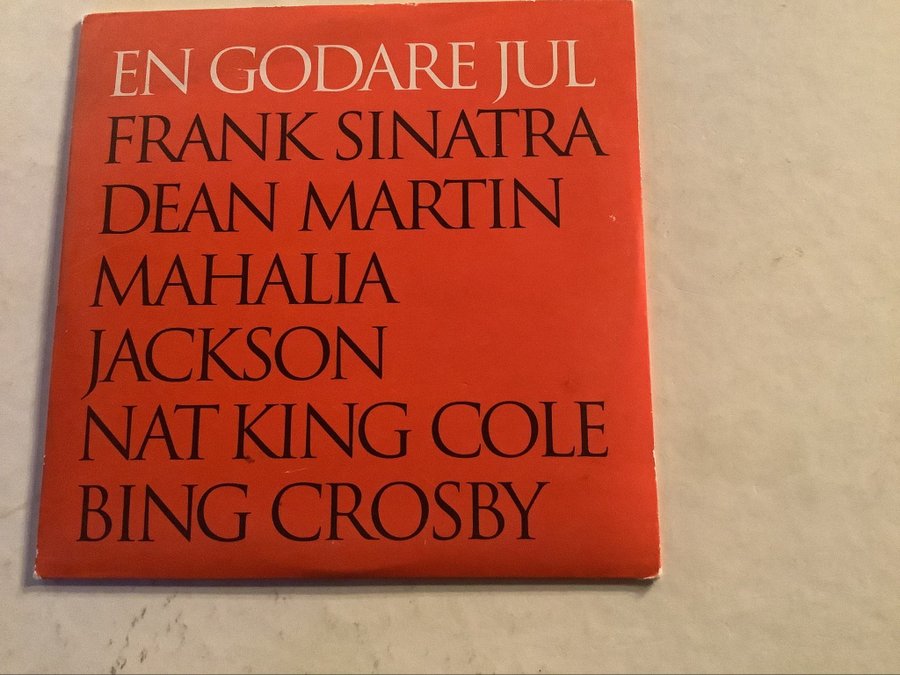 EN GODARE JUL
FRANK SINATRA
DEAN MARTIN
MAHALIA
JACKSON
NAT KING COLE
BING CROSBY